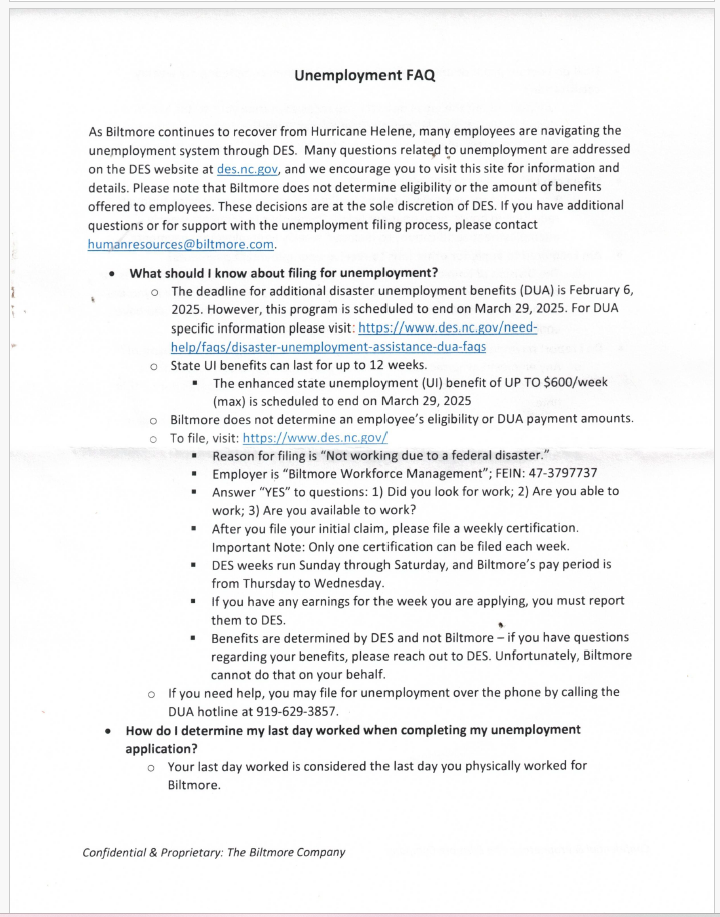 Unemployment FAQ
As Biltmore continues to recover from Hurricane Helene, many employees are navigating the
unemployment system through DES.  Many questions related to unemployment are addressed
on the DES website at des.nc.gov, and we encourage you to visit this site for information and
details. Please note that Biltmore does not determine eligibility or the amount of benefits
offered to employees. These decisions are at the sole discretion of DES. If you have additional
questions or for support with the unemployment filing process, please contact
humanresources@biltmore.com.
• What should I know about filing for unemployment?
o The deadline for additional disaster unemployment benefits (DUA) is February 6,
2025. However, this program is scheduled to end on March 29, 2025. For DUA
specific information please visit: https://www.des.nc.gov/need-
help/faqs/disaster-unemployment-assistance-dua-faqs
o State UI benefits can last for up to 12 weeks.
▪ The enhanced state unemployment (UI) benefit of UP TO $600/week
(max) is scheduled to end on March 29, 2025
o Biltmore does not determine an employee's eligibility or DUA payment amounts.
o To file, visit: https://www.des.nc.gov/
▪ Reason for filing is "Not working due to a federal disaster."
▪ Employer is "Biltmore Workforce Management"; FEIN: 47-3797737
▪ Answer "YES" to questions: 1) Did you look for work; 2) Are you able to
work; 3) Are you available to work?
▪ After you file your initial claim, please file a weekly certification.
Important Note: Only one certification can be filed each week.
▪ DES weeks run Sunday through Saturday, and Biltmore's pay period is
from Thursday to Wednesday.
▪ If you have any earnings for the week you are applying, you must report
them to DES.
▪ Benefits are determined by DES and not Biltmore – if you have questions
regarding your benefits, please reach out to DES. Unfortunately, Biltmore
cannot do that on your behalf.
o If you need help, you may file for unemployment over the phone by calling the
DUA hotline at 919-629-3857.
• How do I determine my last day worked when completing my unemployment
application?
o Your last day worked is considered the last day you physically worked for
Biltmore.
Confidential & Proprietary: The Biltmore Company